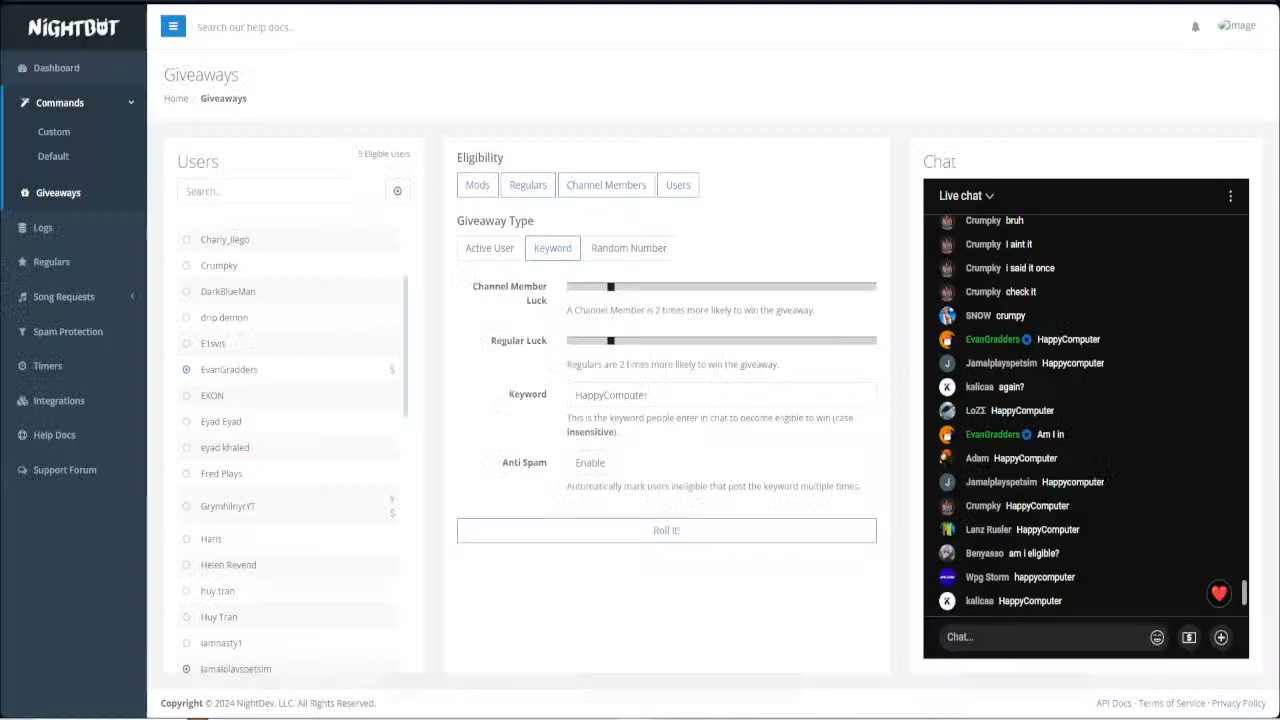 NiGHTBOT
Search our help docs..
image
Dashboard
Commands
Custom
Default
Giveaways
Logs
Regulars
Song Requests
Spam Protection
Timers
Integrations
Help Docs
Support Forum
Giveaways
Home / Giveaways
Users
5 Eligible Users
Search..
Charly_llego
Crumpky
DarkBlueMan
drip demon
E1svis
EvanGradders
EXON
Eyad Eyad
eyad khaled
Fred Plays
GrymhilnyrYT
Haris
Helen Revend
huy tran
Huy Tran
iamnasty1
Jamalplayspetsim
Eligibility
Mods Regulars Channel Members Users
Giveaway Type
Active User Keyword Random Number
Channel Member Luck
A Channel Member is 2 times more likely to win the giveaway.
Regular Luck
Regulars are 2 times more likely to win the giveaway.
Keyword HappyComputer
This is the keyword people enter in chat to become eligible to win (case
insensitive).
Anti Spam Enable
Automatically mark users ineligible that post the keyword multiple times.
Roll It!
Chat
Live chat
Crumpky bruh
Crumpky I aint it
Crumpky i said it once
Crumpky check it
SNOW crumpy
EvanGradders HappyComputer
Jamalplayspetsim Happycomputer
kalicaa again?
LoZΣ HappyComputer
EvanGradders Am I in
Adam HappyComputer
Jamalplayspetsim Happycomputer
Crumpky HappyComputer
Lanz Rusler HappyComputer
Benyasso am i eligible?
Wpg Storm happycomputer
kalicaa HappyComputer
Chat...
Copyright © 2024 NightDev, LLC. All Rights Reserved.
API Docs · Terms of Service · Privacy Policy